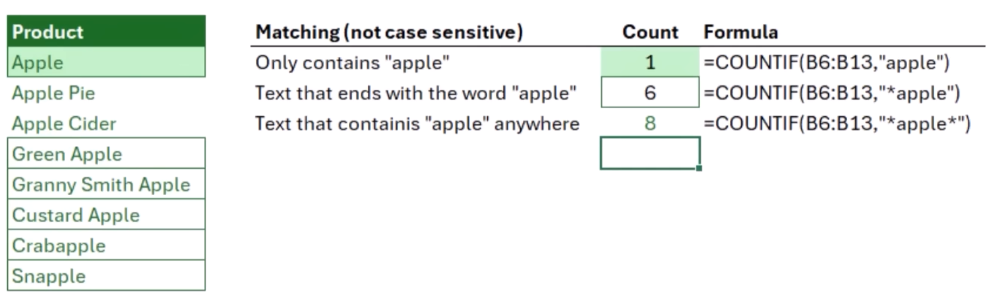 Product
Matching (not case sensitive) Count Formula
Apple
Only contains "apple" 1 =COUNTIF(B6:B13,"apple")
Apple Pie
Text that ends with the word "apple" 6 =COUNTIF(B6:B13,"*apple")
Apple Cider
Text that containis "apple" anywhere 8 =COUNTIF(B6:B13,"*apple*")
Green Apple
Granny Smith Apple
Custard Apple
Crabapple
Snapple